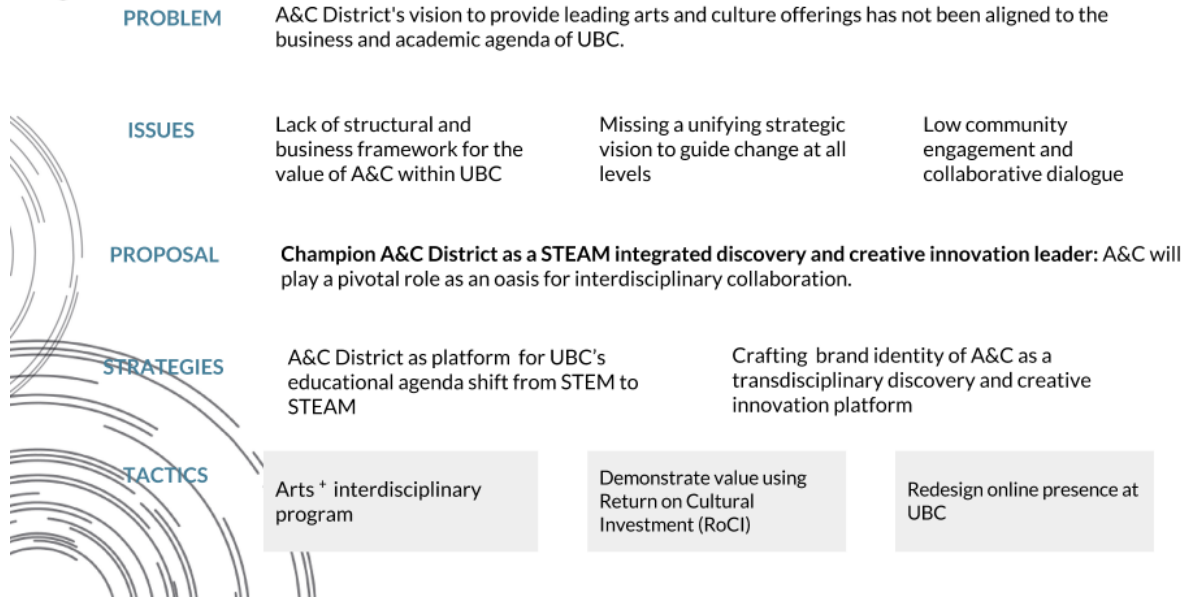 PROBLEM
A&C District's vision to provide leading arts and culture offerings has not been aligned to the
business and academic agenda of UBC.
ISSUES
Lack of structural and
business framework for the
value of A&C within UBC
Missing a unifying strategic
vision to guide change at all
levels
Low community
engagement and
collaborative dialogue
PROPOSAL
Champion A&C District as a STEAM integrated discovery and creative innovation leader: A&C will
play a pivotal role as an oasis for interdisciplinary collaboration.
STRATEGIES
A&C District as platform for UBC's
educational agenda shift from STEM to
STEAM
Crafting brand identity of A&C as a
transdisciplinary discovery and creative
innovation platform
TACTICS
Arts + interdisciplinary
program
Demonstrate value using
Return on Cultural
Investment (RoCI)
Redesign online presence at
UBC